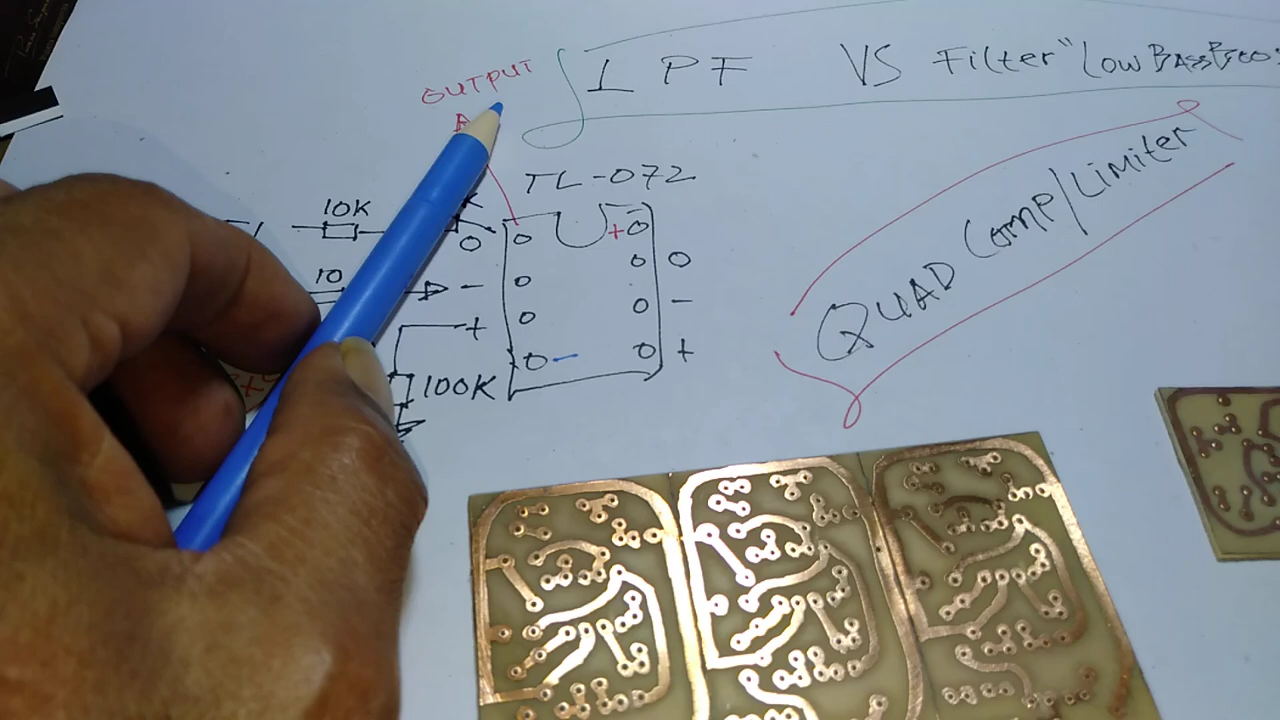 LPF VS Filter "Low BASS
OUTPUT
A
TL-072
10K
K
O O + O
10
O O O
- O O -
+ O
O - O +
100K
QUAD Comp/Limiter